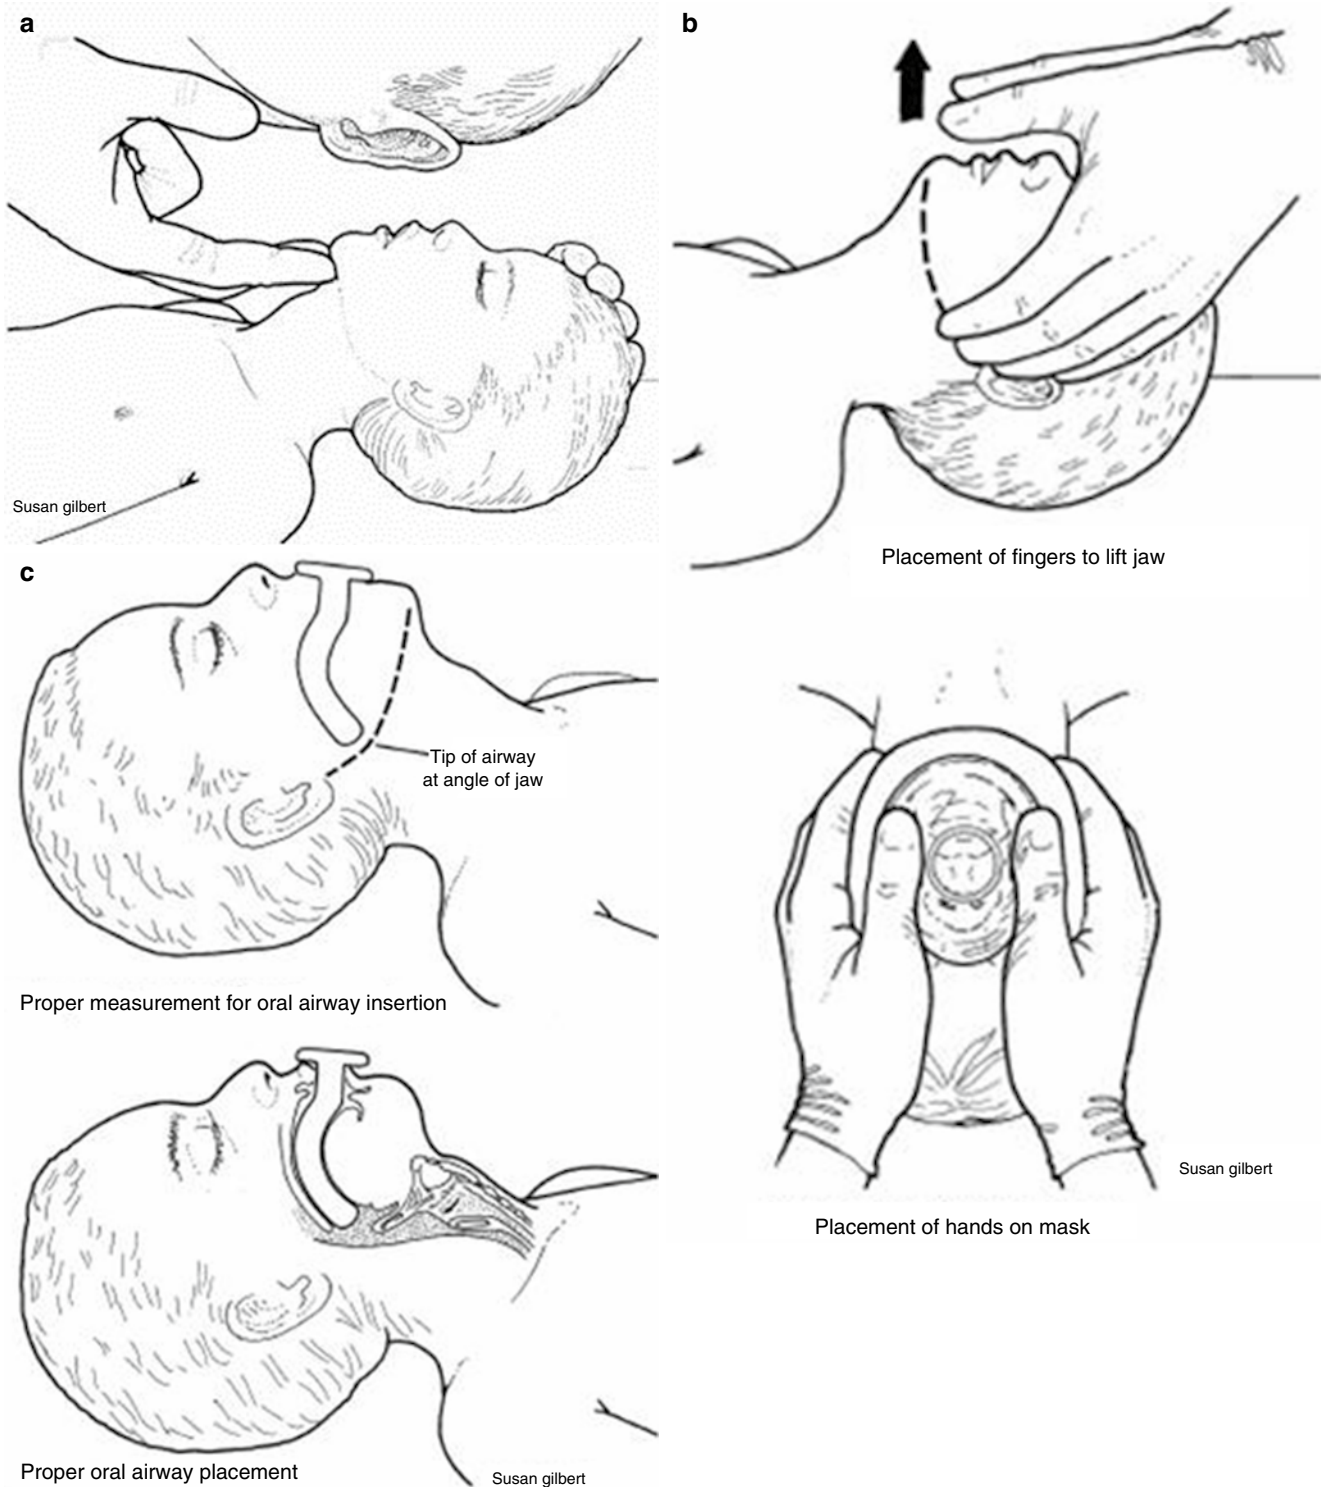 a
Susan gilbert
b
Placement of fingers to lift jaw
c
Tip of airway
at angle of jaw
Proper measurement for oral airway insertion
Proper oral airway placement
Susan gilbert
Susan gilbert
Placement of hands on mask